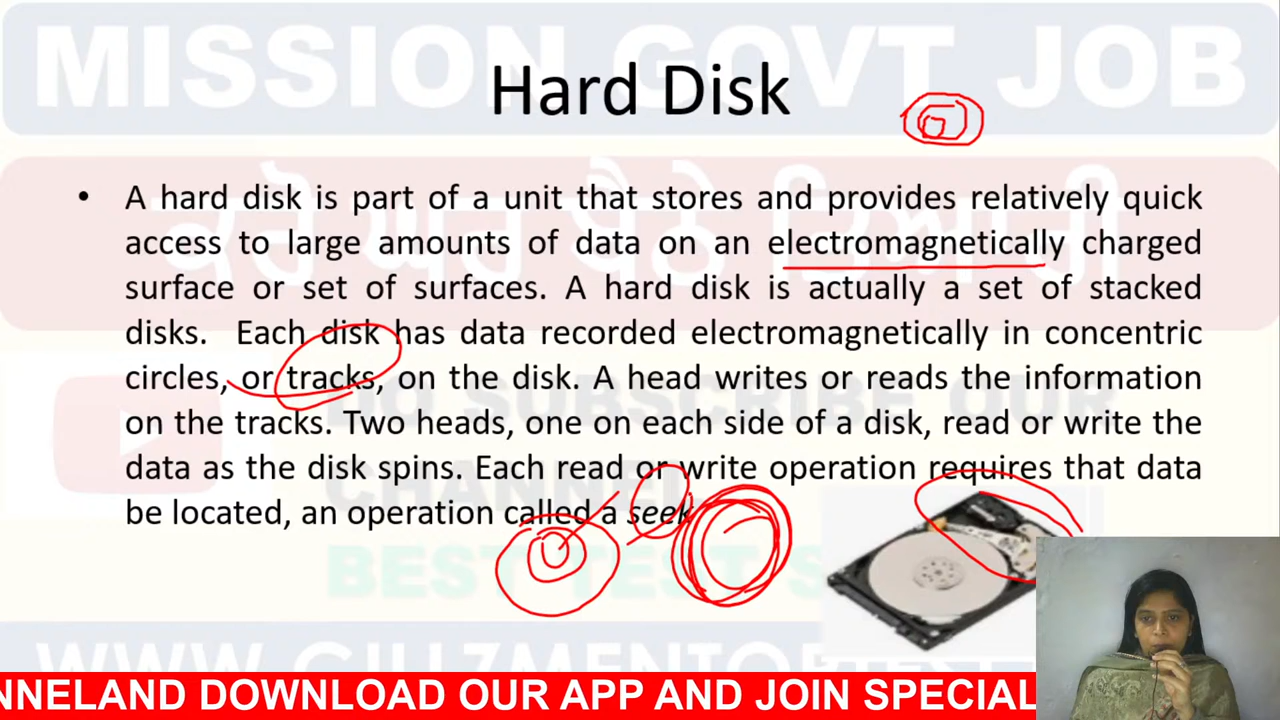 MISSION GOVT JOB
Hard Disk
• A hard disk is part of a unit that stores and provides relatively quick
access to large amounts of data on an electromagnetically charged
surface or set of surfaces. A hard disk is actually a set of stacked
disks. Each disk has data recorded electromagnetically in concentric
circles, or tracks, on the disk. A head writes or reads the information
on the tracks. Two heads, one on each side of a disk, read or write the
data as the disk spins. Each read or write operation requires that data
be located, an operation called a seek
SUBSCRIBE OUR
CHANNEL
BEST TEST S
NNELAND DOWNLOAD OUR APP AND JOIN SPECIAL